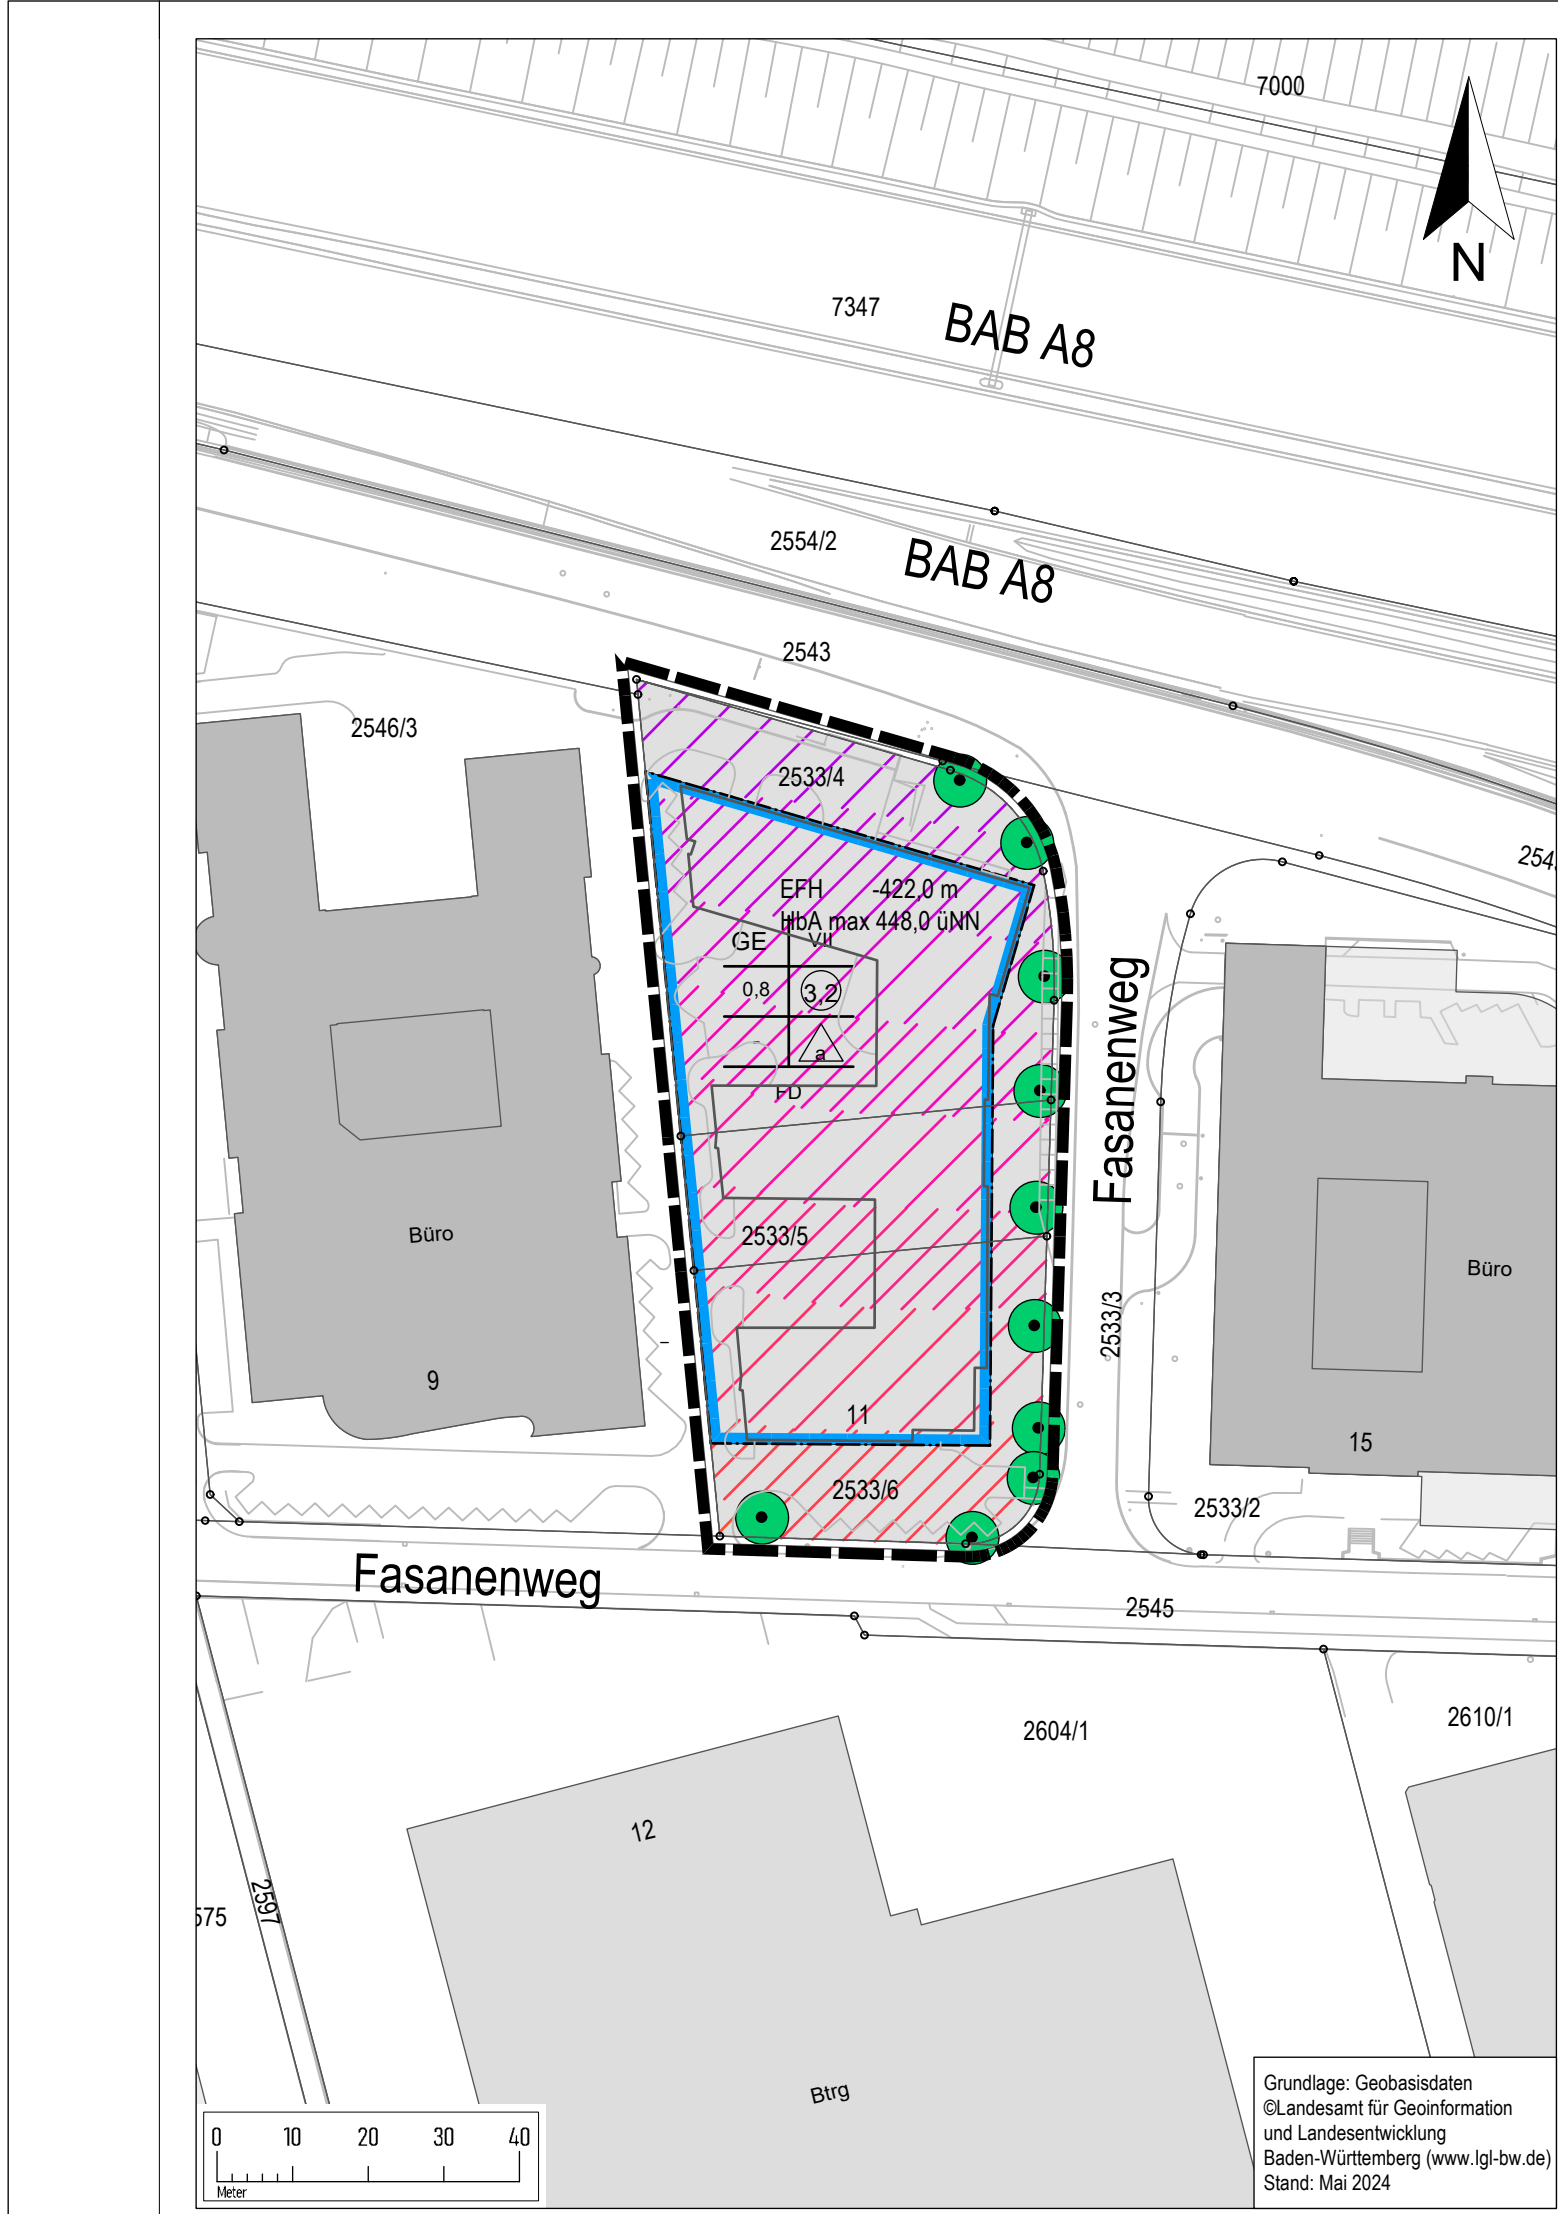 7000
N
7347
BAB A8
2554/2
BAB A8
2543
2546/3
2533/4
EFH -422,0 m
HbA max 448,0 üNN
GE VII
0,8 3,2
- a
FD
Fasanenweg
2533/5
Büro
Büro
2533/3
9
11
15
2533/6
2533/2
Fasanenweg
2545
2604/1
2610/1
12
2597
575
Btrg
0 10 20 30 40
Meter
Grundlage: Geobasisdaten
©Landesamt für Geoinformation
und Landesentwicklung
Baden-Württemberg (www.lgl-bw.de)
Stand: Mai 2024